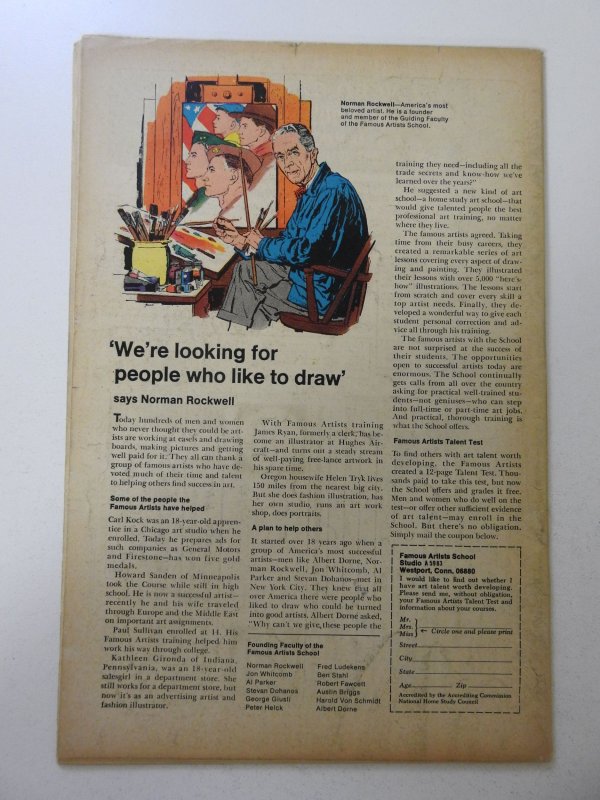 Norman Rockwell—America's most
beloved artist. He is a founder
and member of the Guiding Faculty
of the Famous Artists School.
'We're looking for
people who like to draw'
says Norman Rockwell
Today hundreds of men and women
who never thought they could be art-
ists are working at easels and drawing
boards, making pictures and getting
well paid for it. They all can thank a
group of famous artists who have de-
voted much of their time and talent
to helping others find success in art.
Some of the people the
Famous Artists have helped
Carl Kock was an 18-year-old appren-
tice in a Chicago art studio when he
enrolled. Today he prepares ads for
such companies as General Motors
and Firestone—has won five gold
medals.
Howard Sanden of Minneapolis
took the Course while still in high
school. He is now a successful artist—
recently he and his wife traveled
through Europe and the Middle East
on important art assignments.
Paul Sullivan enrolled at 14. His
Famous Artists training helped him
work his way through college.
Kathleen Gironda of Indiana,
Pennsylvania, was an 18-year-old
salesgirl in a department store. She
still works for a department store, but
now it's as an advertising artist and
fashion illustrator.
With Famous Artists training
James Ryan, formerly a clerk, has be-
come an illustrator at Hughes Air-
craft—and turns out a steady stream
of well-paying free-lance artwork in
his spare time.
Oregon housewife Helen Tryk lives
150 miles from the nearest big city.
But she does fashion illustration, has
her own studio, runs an art work
shop, does portraits.
A plan to help others
It started over 18 years ago when a
group of America's most successful
artists—men like Albert Dorne, Nor-
man Rockwell, Jon Whitcomb, Al
Parker and Stevan Dohanos—met in
New York City. They knew that all
over America there were people who
liked to draw who could be turned
into good artists. Albert Dorne asked,
"Why can't we give, these people the
training they need—including all the
trade secrets and know-how we've
learned over the years?"
He suggested a new kind of art
school—a home study art school—that
would give talented people the best
professional art training, no matter
where they live.
The famous artists agreed. Taking
time from their busy careers, they
created a remarkable series of art
lessons covering every aspect of draw-
ing and painting. They illustrated
their lessons with over 5,000 "here's-
how" illustrations. The lessons start
from scratch and cover every skill a
top artist needs. Finally, they de-
veloped a wonderful way to give each
student personal correction and ad-
vice all through his training.
The famous artists with the School
are not surprised at the success of
their students. The opportunities
open to successful artists today are
enormous. The School continually
gets calls from all over the country
asking for practical well-trained stu-
dents—not geniuses—who can step
into full-time or part-time art jobs.
And practical, thorough training is
what the School offers.
Famous Artists Talent Test
To find others with art talent worth
developing, the Famous Artists
created a 12-page Talent Test. Thou-
sands paid to take this test, but now
the School offers and grades it free.
Men and women who do well on the
test—or offer other sufficient evidence
of art talent—may enroll in the
School. But there's no obligation.
Simply mail the coupon below.
Founding Faculty of the
Famous Artists School
Norman Rockwell
Jon Whitcomb
Al Parker
Stevan Dohanos
George Giusti
Peter Helck
Fred Ludekens
Ben Stahl
Robert Fawcett
Austin Briggs
Harold Von Schmidt
Albert Dorne
Famous Artists School
Studio
Westport, Conn. 06880
I would like to find out whether I
have art talent worth developing.
Please send me, without obligation,
your Famous Artists Talent Test and
information about your courses.
Mr.
Mrs.
Miss ← Circle one and please print
Street
City
State
Age Zip
Accredited by the Accrediting Commission
National Home Study Council